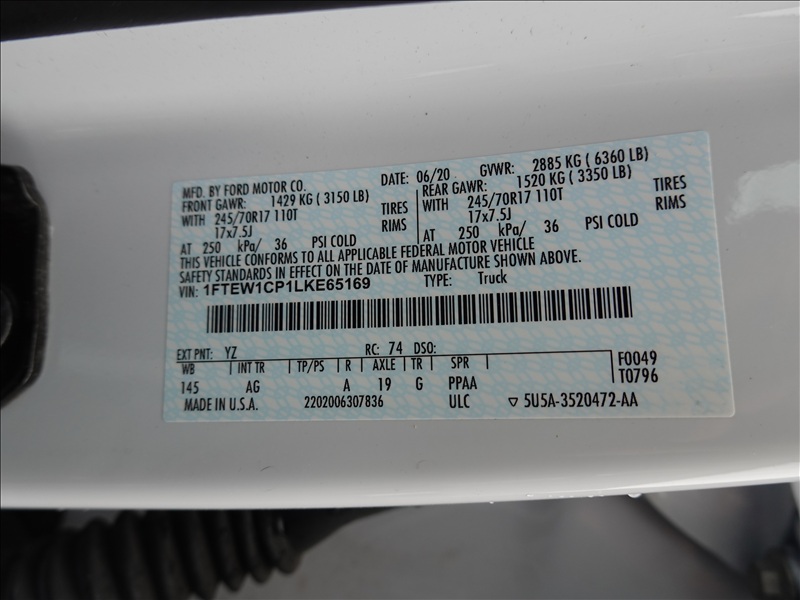 MFD. BY FORD MOTOR CO.
DATE: 06/20 GVWR: 2885 KG ( 6360 LB)
FRONT GAWR: 1429 KG ( 3150 LB)
REAR GAWR: 1520 KG ( 3350 LB)
WITH 245/70R17 110T TIRES
WITH 245/70R17 110T TIRES
17x7.5J RIMS
17x7.5J RIMS
AT 250 kPa/ 36 PSI COLD
AT 250 kPa/ 36 PSI COLD
THIS VEHICLE CONFORMS TO ALL APPLICABLE FEDERAL MOTOR VEHICLE
SAFETY STANDARDS IN EFFECT ON THE DATE OF MANUFACTURE SHOWN ABOVE.
VIN: 1FTEW1CP1LKE65169 TYPE: Truck
EXT PNT: YZ RC: 74 DSO:
WB INT TR TP/PS R AXLE TR SPR F0049
145 AG A 19 G PPAA T0796
MADE IN U.S.A. 2202006307836 ULC ▽ 5U5A-3520472-AA